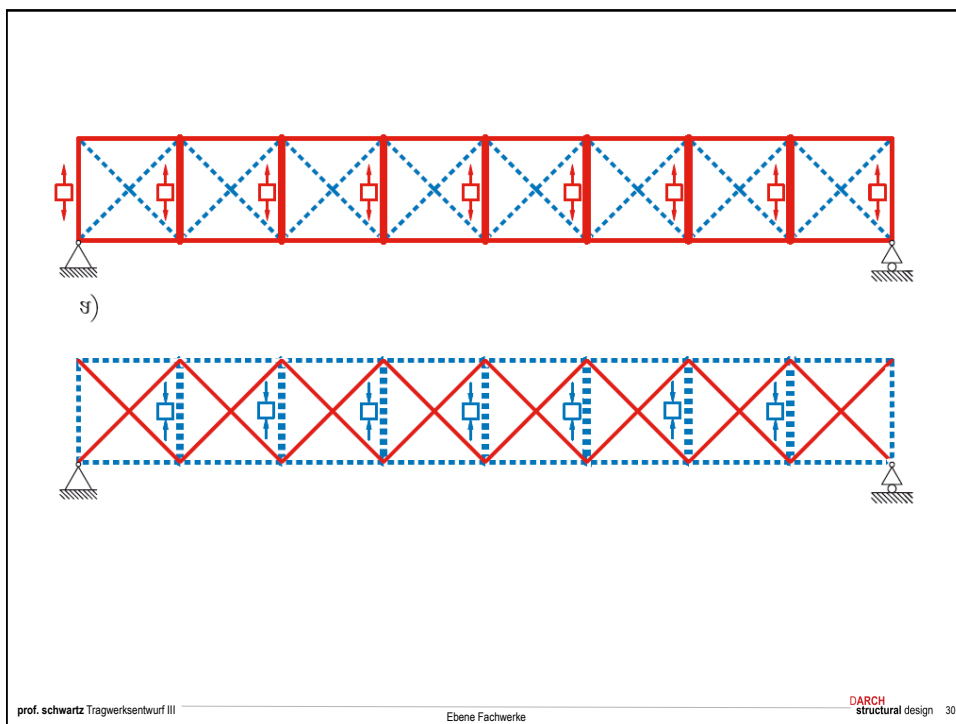 a)
prof. schwartz Tragwerksentwurf III
Ebene Fachwerke
DARCH
structural design 30